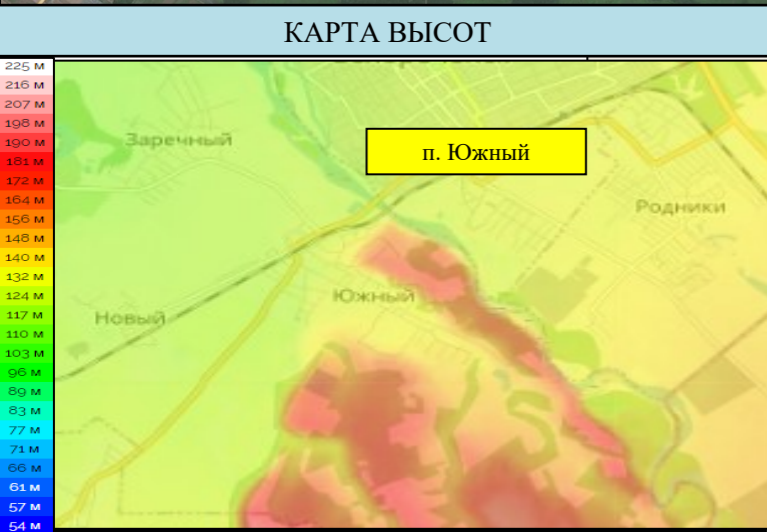 КАРТА ВЫСОТ
225 м
216 м
207 м
198 м
190 м
181 м
172 м
164 м
156 м
148 м
140 м
132 м
124 м
117 м
110 м
103 м
96 м
89 м
83 м
77 м
71 м
66 м
61 м
57 м
54 м
Заречный
п. Южный
Родники
Южный
Новый